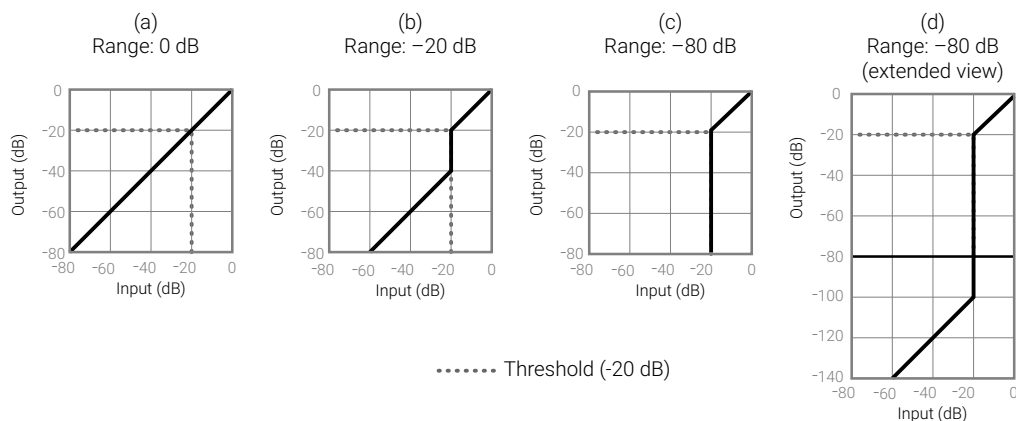 (a)
Range: 0 dB
(b)
Range: −20 dB
(c)
Range: −80 dB
(d)
Range: −80 dB
(extended view)
Output (dB)
0
-20
-40
-60
-80
-80 -60 -40 -20 0
Input (dB)
Output (dB)
0
-20
-40
-60
-80
-80 -60 -40 -20 0
Input (dB)
Output (dB)
0
-20
-40
-60
-80
-80 -60 -40 -20 0
Input (dB)
Output (dB)
0
-20
-40
-60
-80
-100
-120
-140
-80 -60 -40 -20 0
Input (dB)
Threshold (-20 dB)